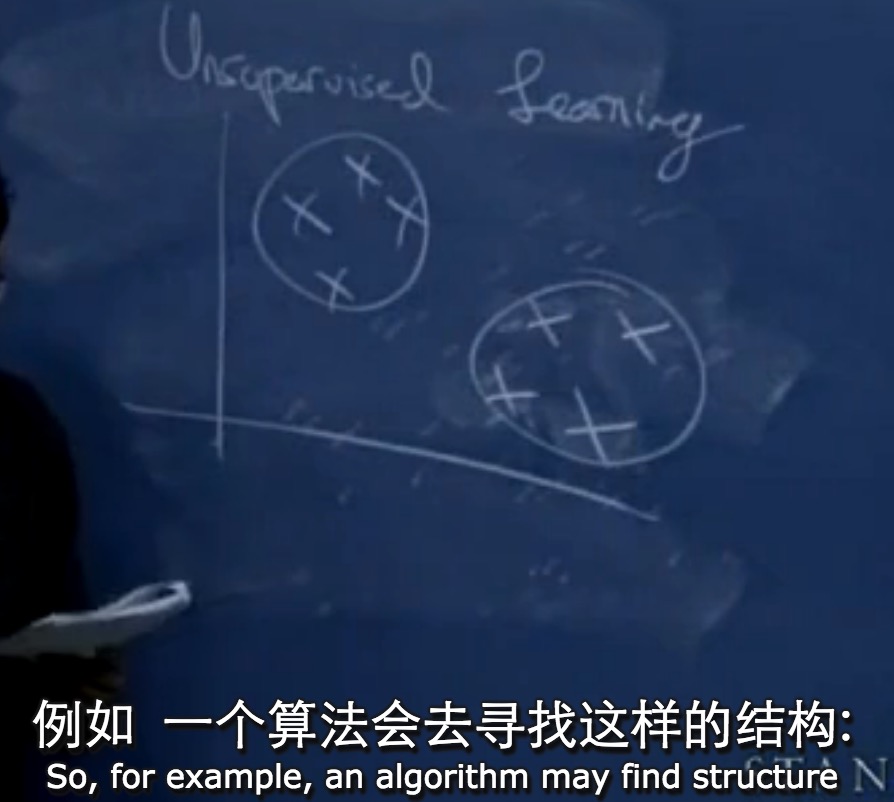 Unsupervised Learning
例如 一个算法会去寻找这样的结构:
So, for example, an algorithm may find structure
STAN